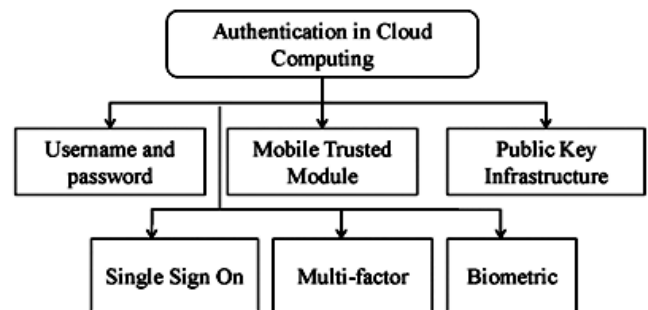 Authentication in Cloud
Computing
Username and
password
Mobile Trusted
Module
Public Key
Infrastructure
Single Sign On
Multi-factor
Biometric